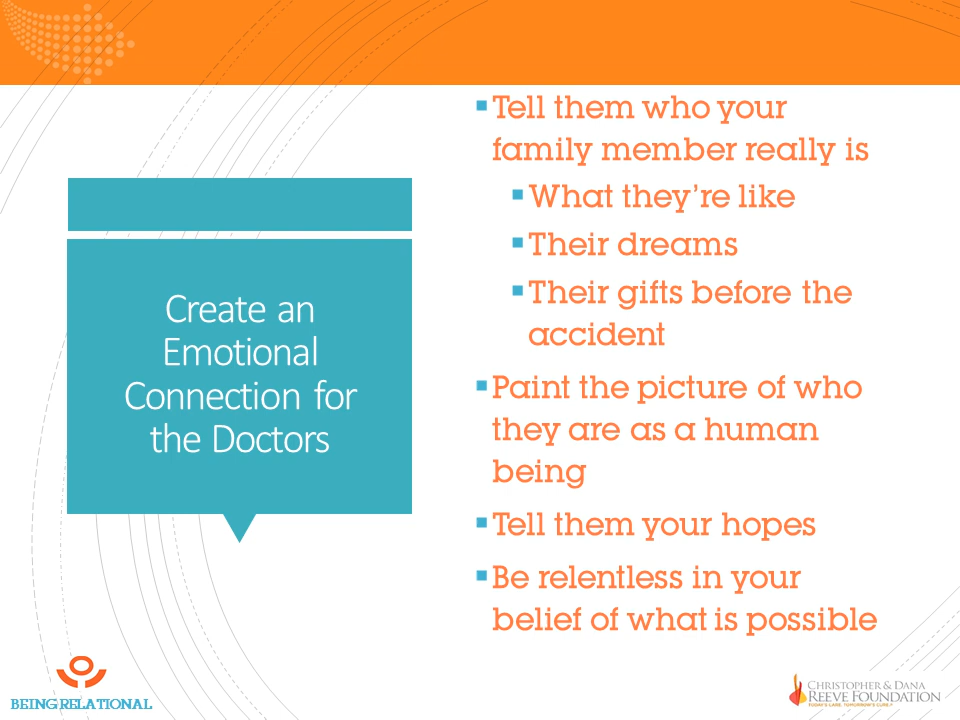 Create an
Emotional
Connection for
the Doctors
▪Tell them who your
family member really is
▪What they're like
▪Their dreams
▪Their gifts before the
accident
▪Paint the picture of who
they are as a human
being
▪Tell them your hopes
▪Be relentless in your
belief of what is possible
BEING RELATIONAL
CHRISTOPHER & DANA
REEVE FOUNDATION
TODAY'S CARE. TOMORROW'S CURE.®